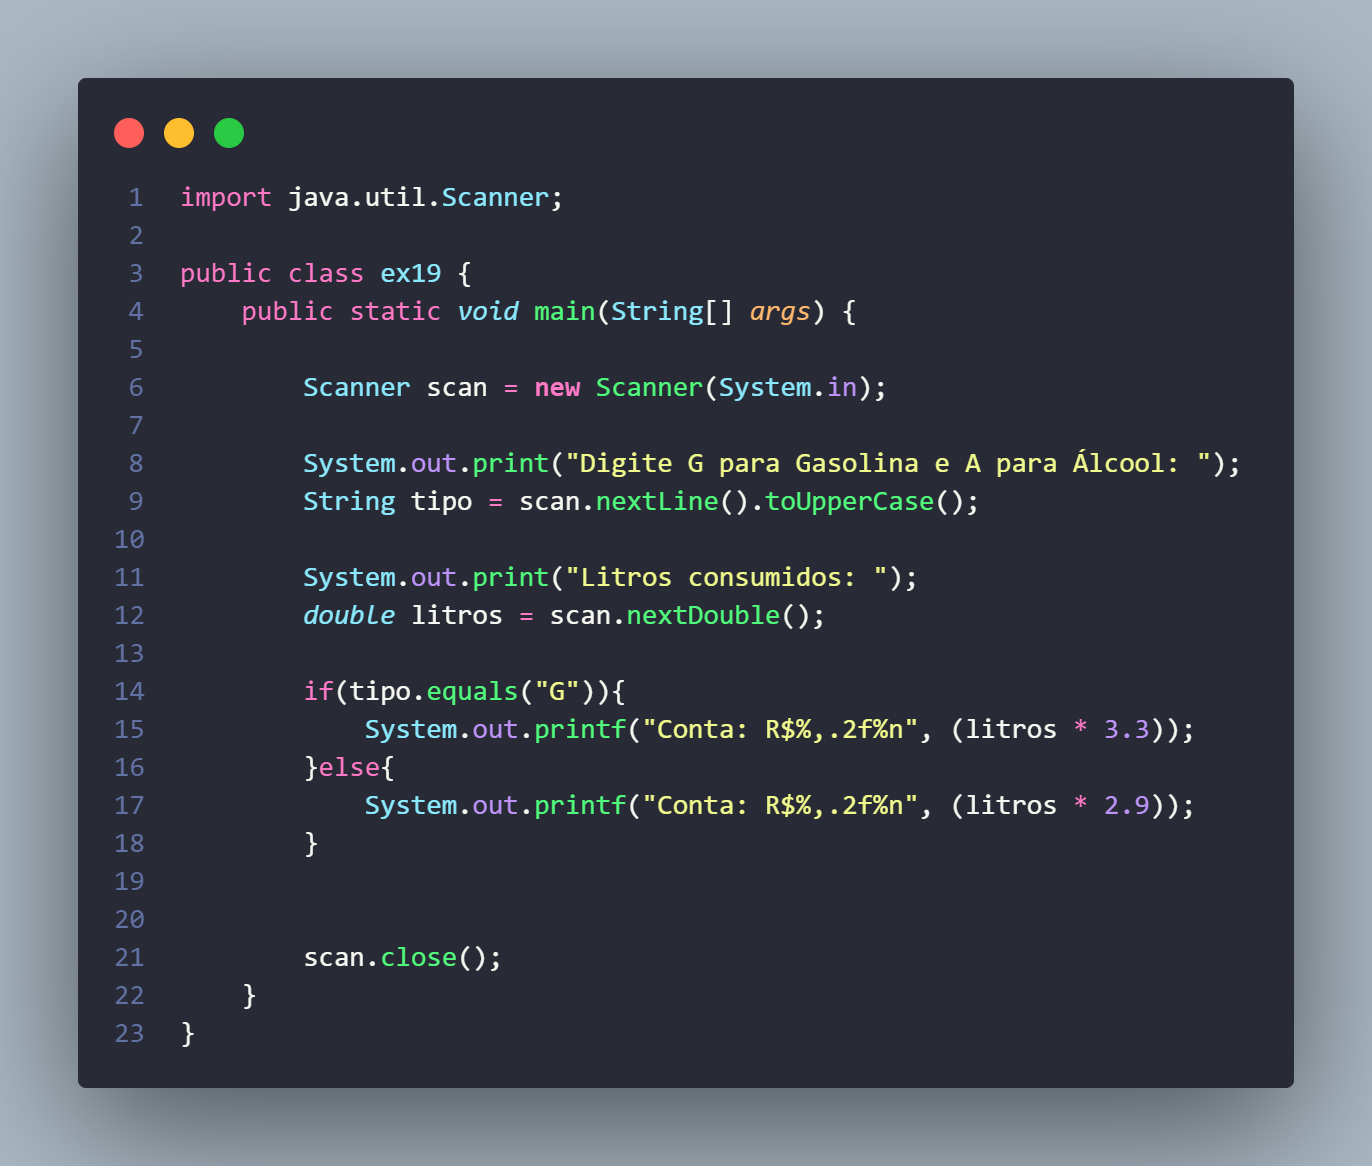 1 import java.util.Scanner;
2
3 public class ex19 {
4     public static void main(String[] args) {
5
6         Scanner scan = new Scanner(System.in);
7
8         System.out.print("Digite G para Gasolina e A para Álcool: ");
9         String tipo = scan.nextLine().toUpperCase();
10
11         System.out.print("Litros consumidos: ");
12         double litros = scan.nextDouble();
13
14         if(tipo.equals("G")){
15             System.out.printf("Conta: R$%,.2f%n", (litros * 3.3));
16         }else{
17             System.out.printf("Conta: R$%,.2f%n", (litros * 2.9));
18         }
19
20
21         scan.close();
22     }
23 }